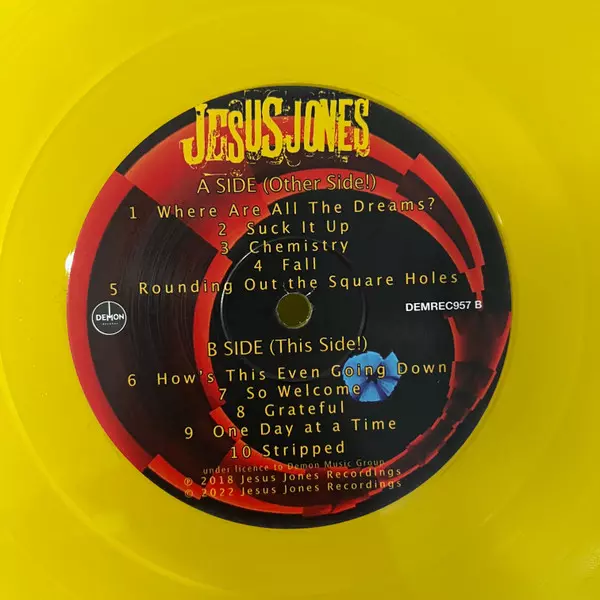 JESUS JONES
A SIDE (Other Side!)
1 Where Are All The Dreams?
2 Suck It Up
3 Chemistry
4 Fall
5 Rounding Out the Square Holes
DEMREC957 B
DEMON
RECORDS
B SIDE (This Side!)
6 How's This Even Going Down
7 So Welcome
8 Grateful
9 One Day at a Time
10 Stripped
under licence to Demon Music Group
℗ 2018 Jesus Jones Recordings
© 2022 Jesus Jones Recordings